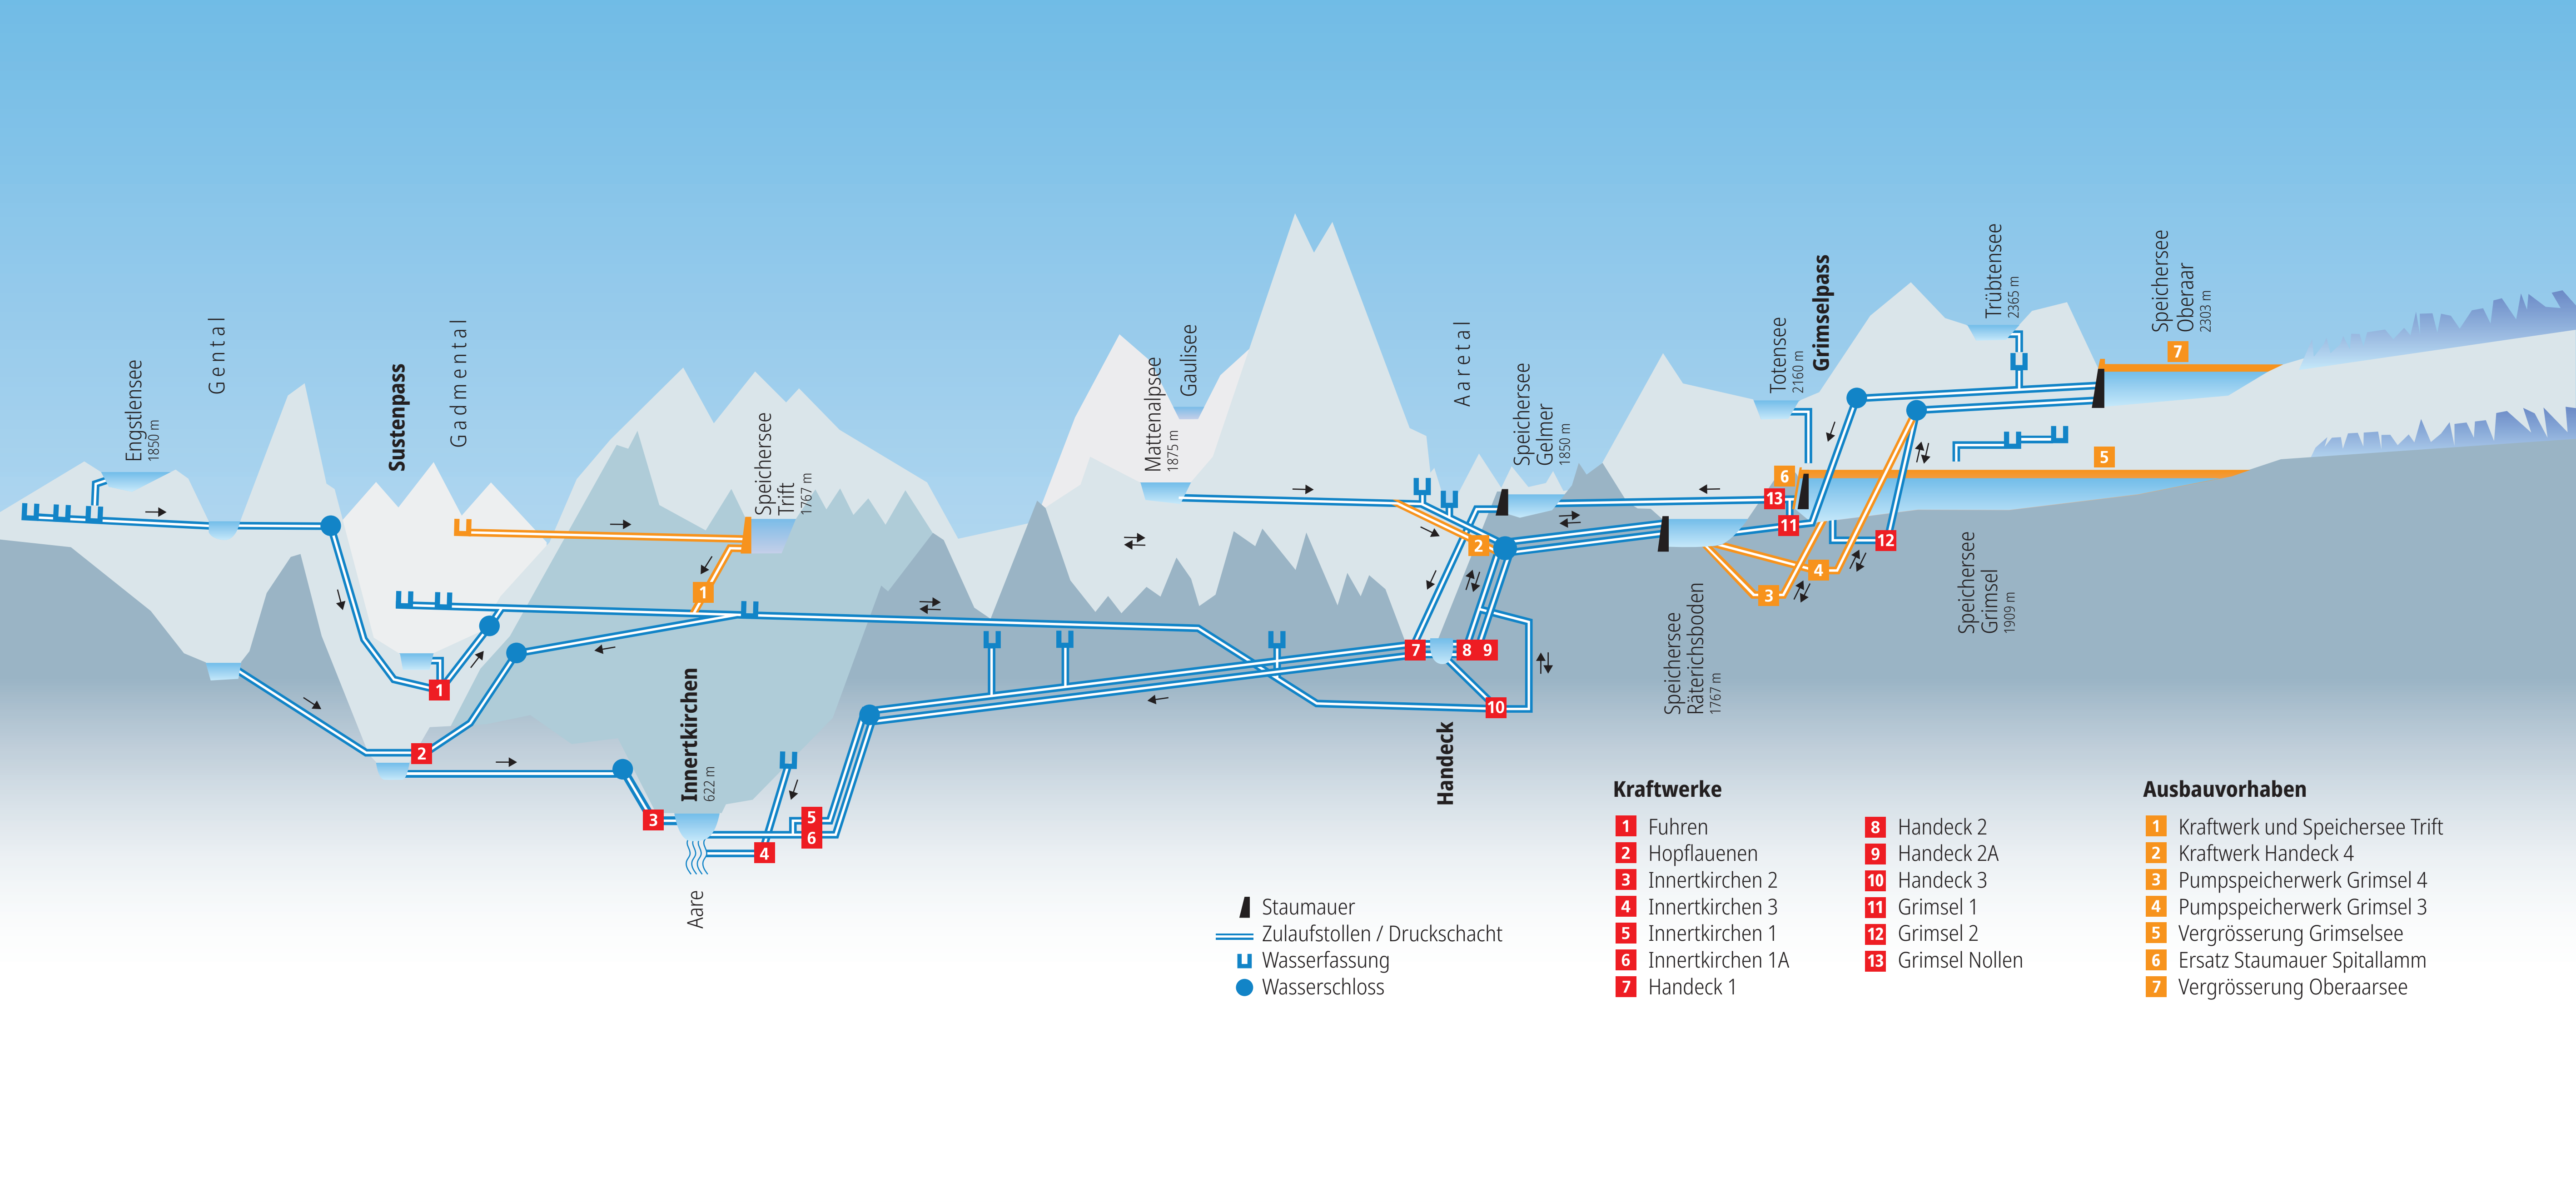 Engstlensee
1850 m
Gental
Sustenpass
Gadmental
Speichersee
Trift
1767 m
Mattenalpsee
1875 m
Gaulisee
Aaretal
Speichersee
Gelmer
1850 m
Totensee
2160 m
Grimselpass
Trübtensee
2365 m
Speichersee
Oberaar
2303 m
7
5
6
13
11
12
2
4
3
1
1
7
8
9
10
2
3
5
6
4
Speichersee
Grimsel
1909 m
Speichersee
Räterichsboden
1767 m
Innertkirchen
622 m
Handeck
Aare
Staumauer
Zulaufstollen / Druckschacht
Wasserfassung
Wasserschloss
Kraftwerke
1 Fuhren
2 Hopflauenen
3 Innertkirchen 2
4 Innertkirchen 3
5 Innertkirchen 1
6 Innertkirchen 1A
7 Handeck 1
8 Handeck 2
9 Handeck 2A
10 Handeck 3
11 Grimsel 1
12 Grimsel 2
13 Grimsel Nollen
Ausbauvorhaben
1 Kraftwerk und Speichersee Trift
2 Kraftwerk Handeck 4
3 Pumpspeicherwerk Grimsel 4
4 Pumpspeicherwerk Grimsel 3
5 Vergrösserung Grimselsee
6 Ersatz Staumauer Spitallamm
7 Vergrösserung Oberaarsee